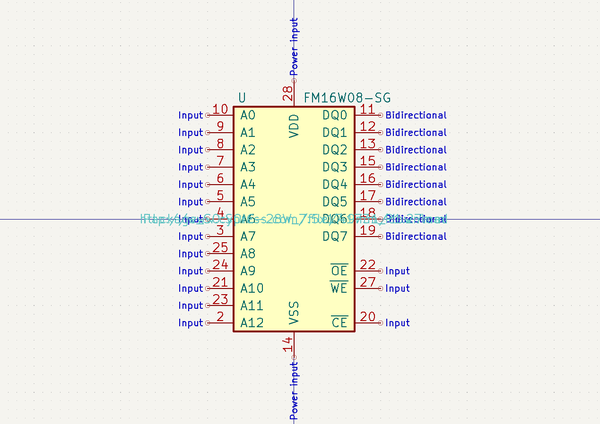 Power input
28
U FM16W08-SG
VDD
Input 10 A0 DQ0 11 Bidirectional
Input 9 A1 DQ1 12 Bidirectional
Input 8 A2 DQ2 13 Bidirectional
Input 7 A3 DQ3 15 Bidirectional
Input 6 A4 DQ4 16 Bidirectional
Input 5 A5 DQ5 17 Bidirectional
Input 4 A6 DQ6 18 Bidirectional
Input 3 A7 DQ7 19 Bidirectional
Input 25 A8
Input 24 A9 OE 22 Input
Input 21 A10 WE 27 Input
Input 23 A11
Input 2 A12 CE 20 Input
VSS
14
Power input